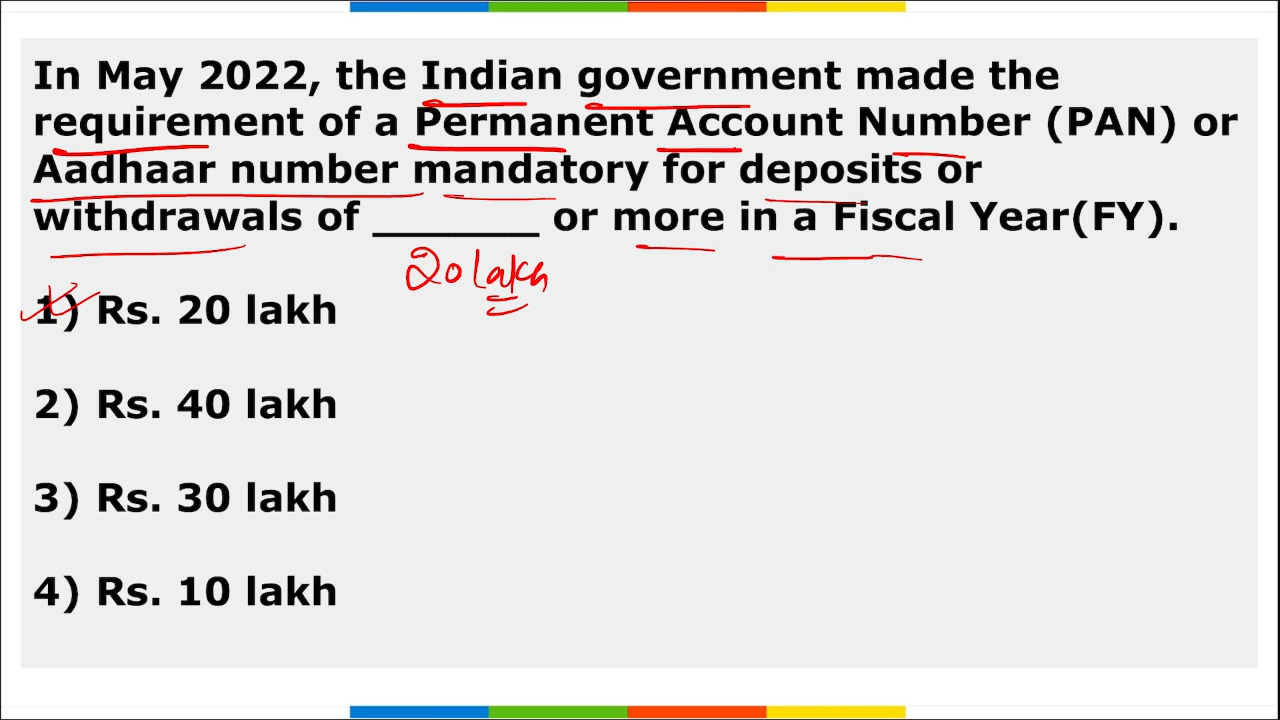 In May 2022, the Indian government made the
requirement of a Permanent Account Number (PAN) or
Aadhaar number mandatory for deposits or
withdrawals of ________ or more in a Fiscal Year(FY).
20 lakh
1) Rs. 20 lakh
2) Rs. 40 lakh
3) Rs. 30 lakh
4) Rs. 10 lakh